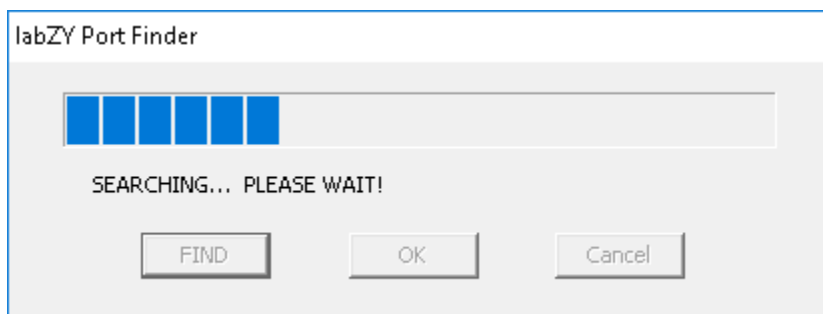 labZY Port Finder
SEARCHING... PLEASE WAIT!
FIND OK Cancel